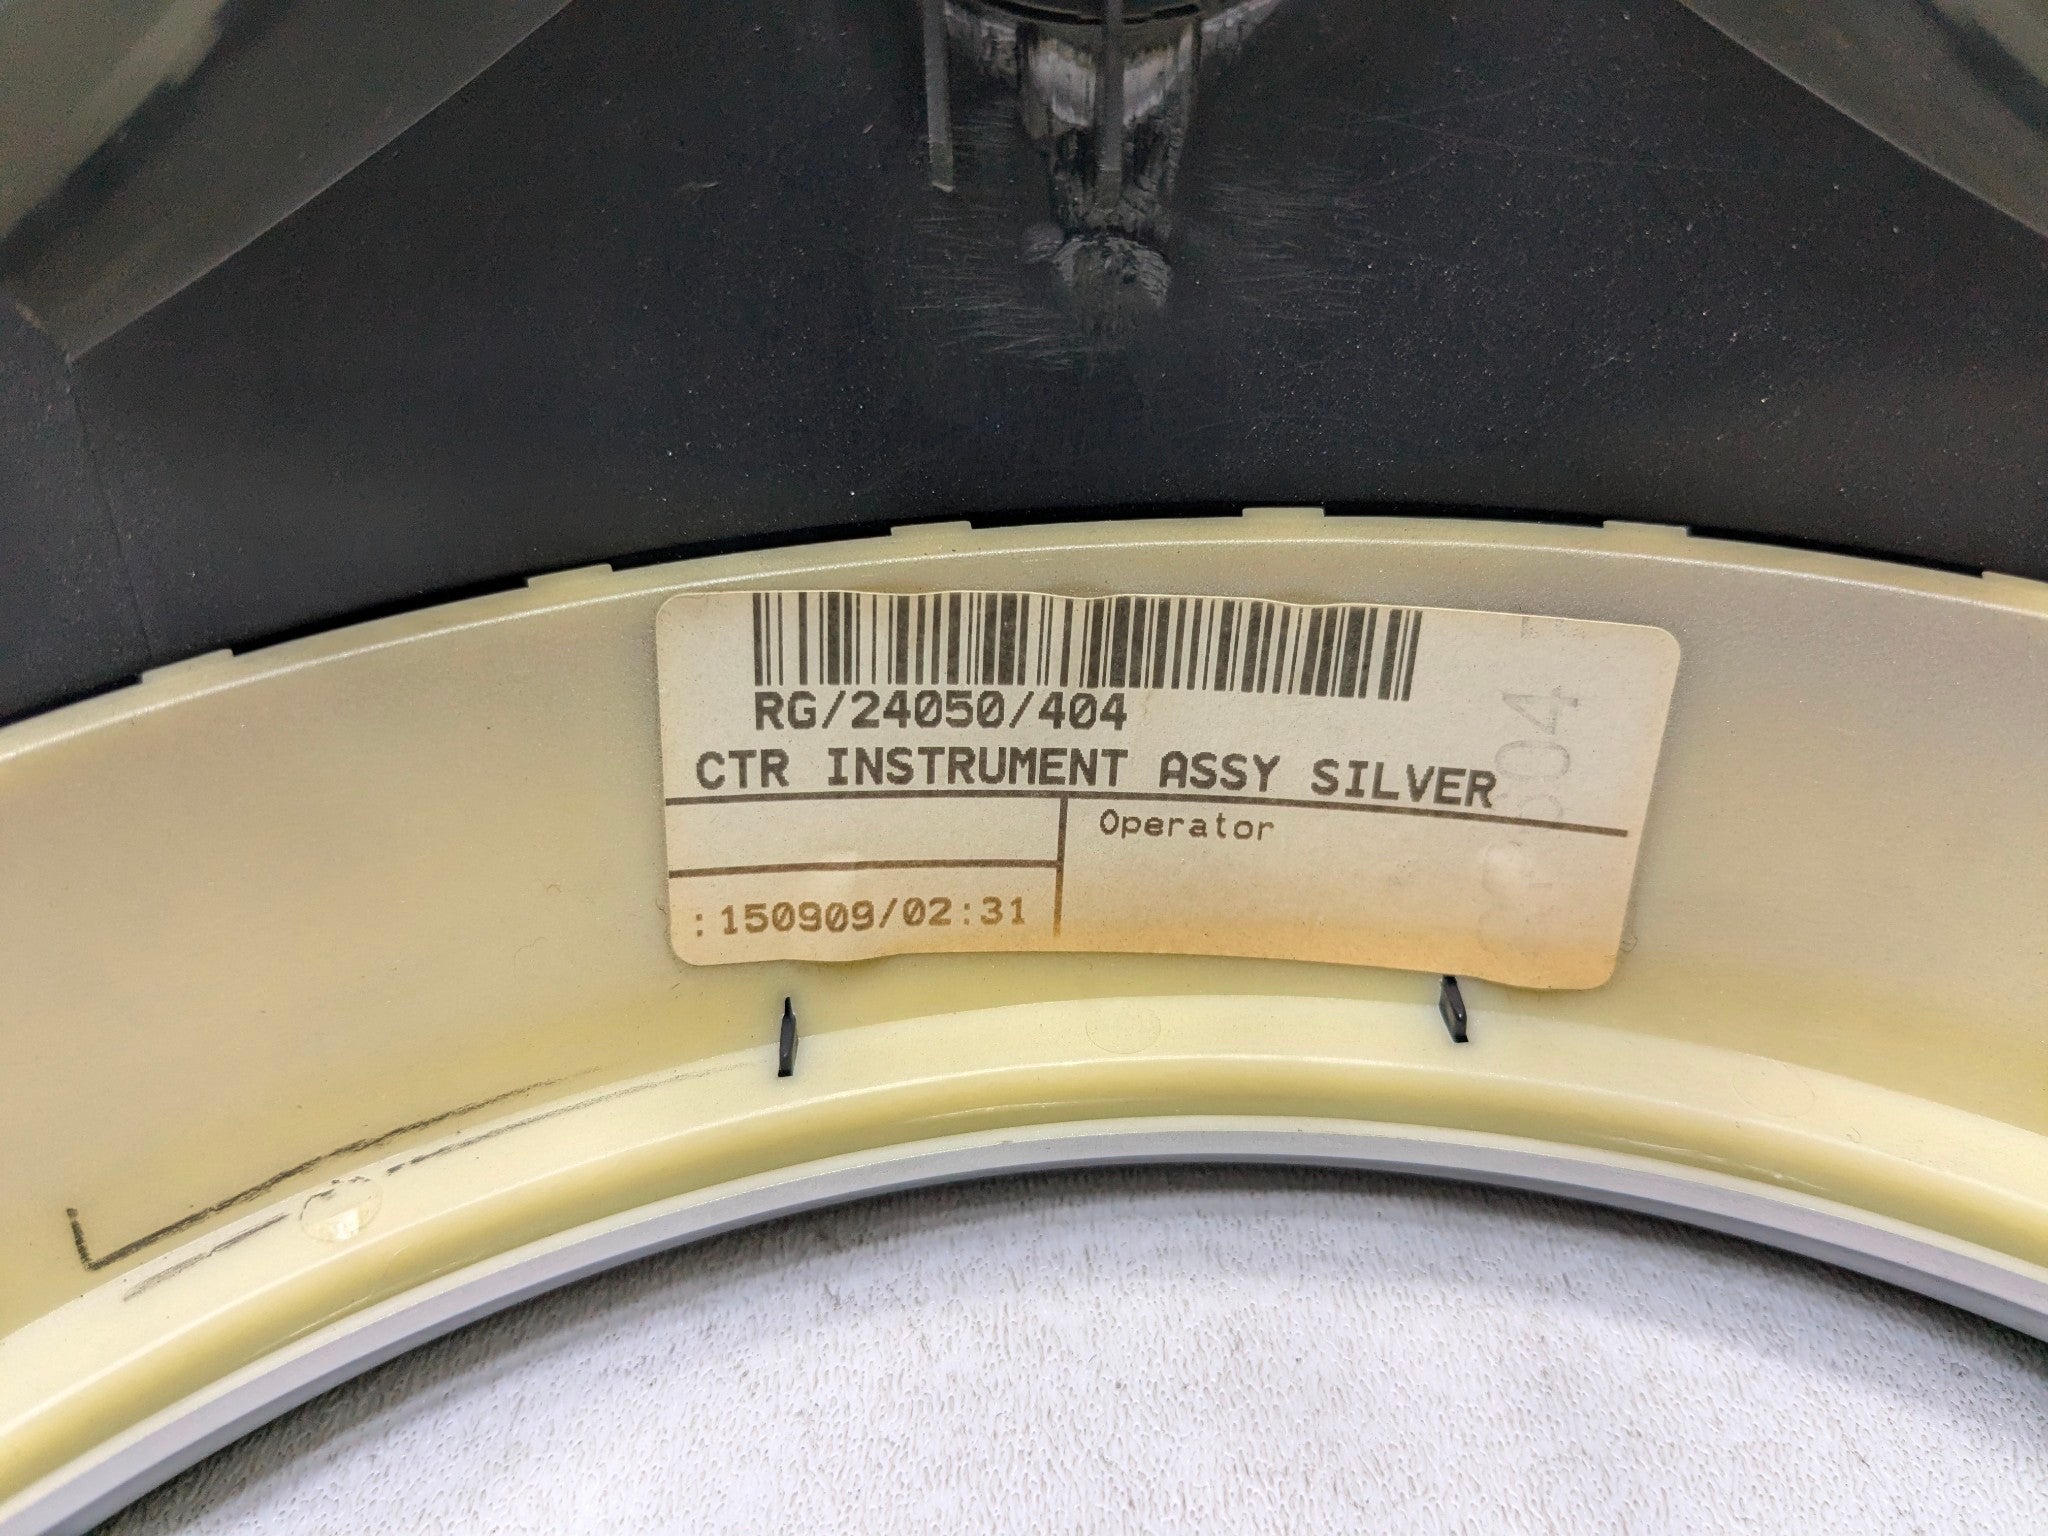 RG/24050/404
CTR INSTRUMENT ASSY SILVER
Operator
:150909/02:31